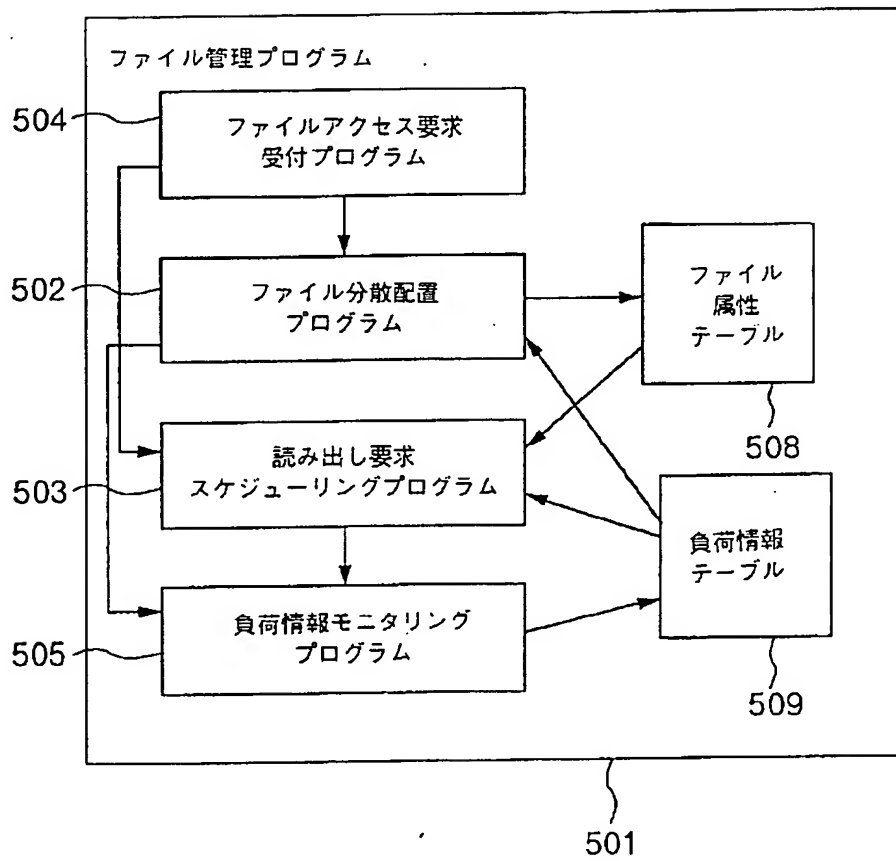 ファイル管理プログラム
504
ファイルアクセス要求
受付プログラム
502
ファイル分散配置
プログラム
ファイル
属性
テーブル
508
503
読み出し要求
スケジューリングプログラム
負荷情報
テーブル
509
505
負荷情報モニタリング
プログラム
501